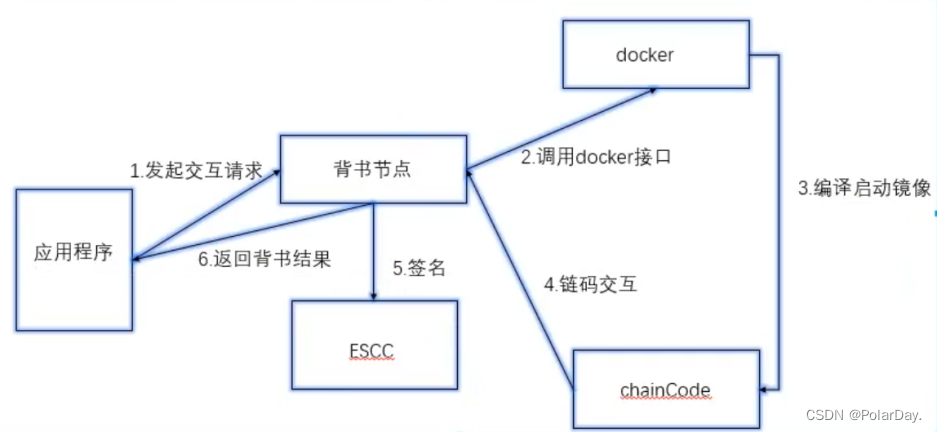 docker
1.发起交互请求
背书节点
2.调用docker接口
3.编译启动镜像
应用程序
6.返回背书结果
5.签名
4.链码交互
ESCC
chainCode
CSDN @PolarDay.